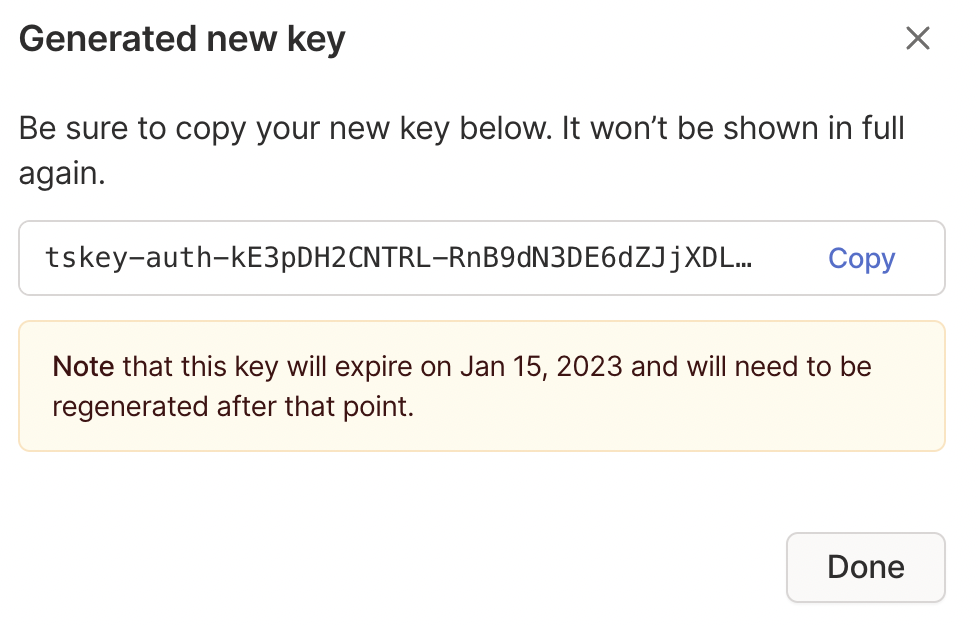 Generated new key
Be sure to copy your new key below. It won’t be shown in full
again.
tskey-auth-kE3pDH2CNTRL-RnB9dN3DE6dZJjXDL…
Copy
Note that this key will expire on Jan 15, 2023 and will need to be
regenerated after that point.
Done